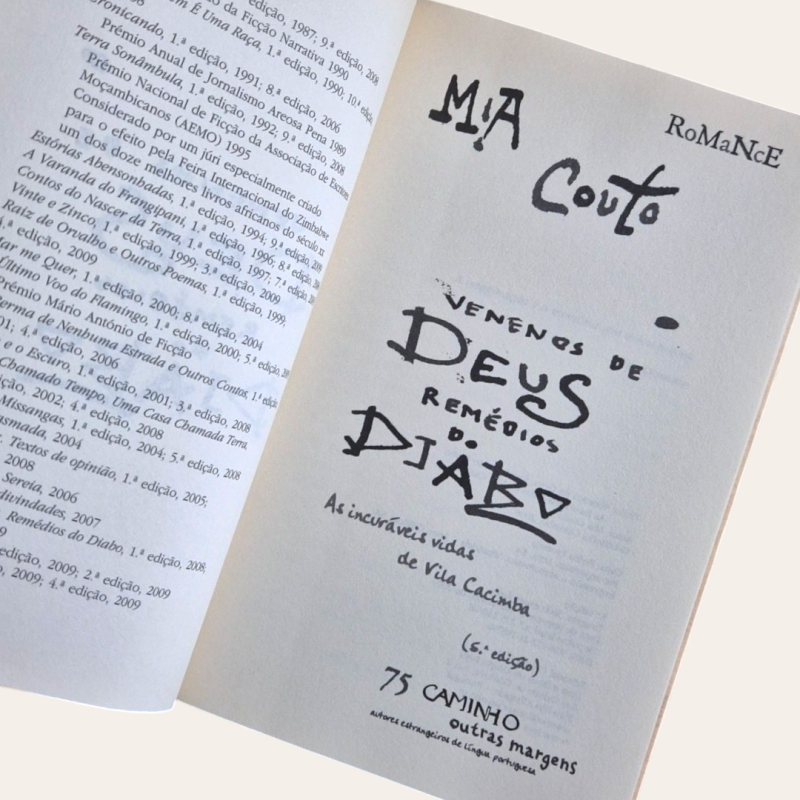 edição, 1987; 9.ª edição, 2008
da Ficção Narrativa 1990
em É Uma Raça, 1.ª edição, 1990; 10.ª
Cronicando, 1.ª edição, 1991; 8.ª edição, 2006
Prémio Anual de Jornalismo Areosa Pena 1989
Terra Sonâmbula, 1.ª edição, 1992; 9.ª edição, 2008
Prémio Nacional de Ficção da Associação de Escritores
Moçambicanos (AEMO) 1995
Considerado por um júri especialmente criado
para o efeito pela Feira Internacional do Zimbabwe,
um dos doze melhores livros africanos do século XX
Estórias Abensonhadas, 1.ª edição, 1994; 9.ª edição, 2009
A Varanda do Frangipani, 1.ª edição, 1996; 8.ª edição,
Contos do Nascer da Terra, 1.ª edição, 1997; 7.ª edição,
Vinte e Zinco, 1.ª edição, 1999; 3.ª edição, 2009
Raiz de Orvalho e Outros Poemas, 1.ª edição, 1999;
edição, 2009
Mar me Quer, 1.ª edição, 2000; 8.ª edição, 2004
Último Voo do Flamingo, 1.ª edição, 2000; 5.ª edição,
Prémio Mário António de Ficção
de Nenhuma Estrada e Outros Contos, 1.ª edição
4.ª edição, 2006
e o Escuro, 1.ª edição, 2001; 3.ª edição, 2008
Chamado Tempo, Uma Casa Chamada Terra,
2002; 4.ª edição, 2008
Missangas, 1.ª edição, 2004; 5.ª edição, 2008
2004
Textos de opinião, 1.ª edição, 2005;
2008
Sereia, 2006
2007
Remédios do Diabo, 1.ª edição, 2008;
edição, 2009; 2.ª edição, 2009
2009; 4.ª edição, 2009
MIA
COUTO
ROMANCE
VENENOS DE
DEUS
REMÉDIOS
DO
DIABO
As incuráveis vidas
de Vila Cacimba
(5.ª edição)
75 CAMINHO
outras margens
autores estrangeiros de língua portuguesa